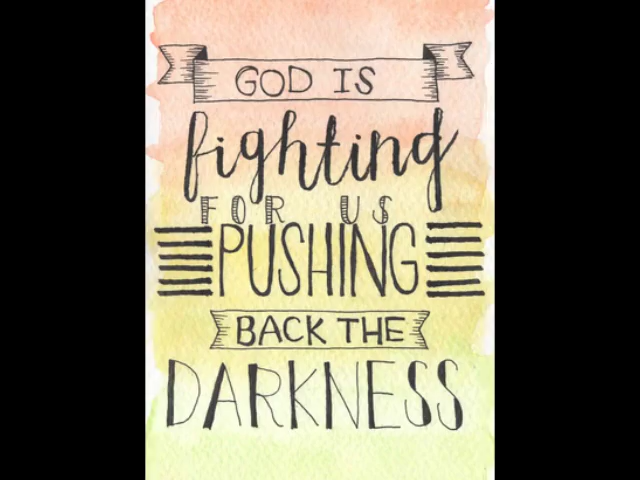 GOD IS
fighting
FOR US
PUSHING
BACK THE
DARKNESS